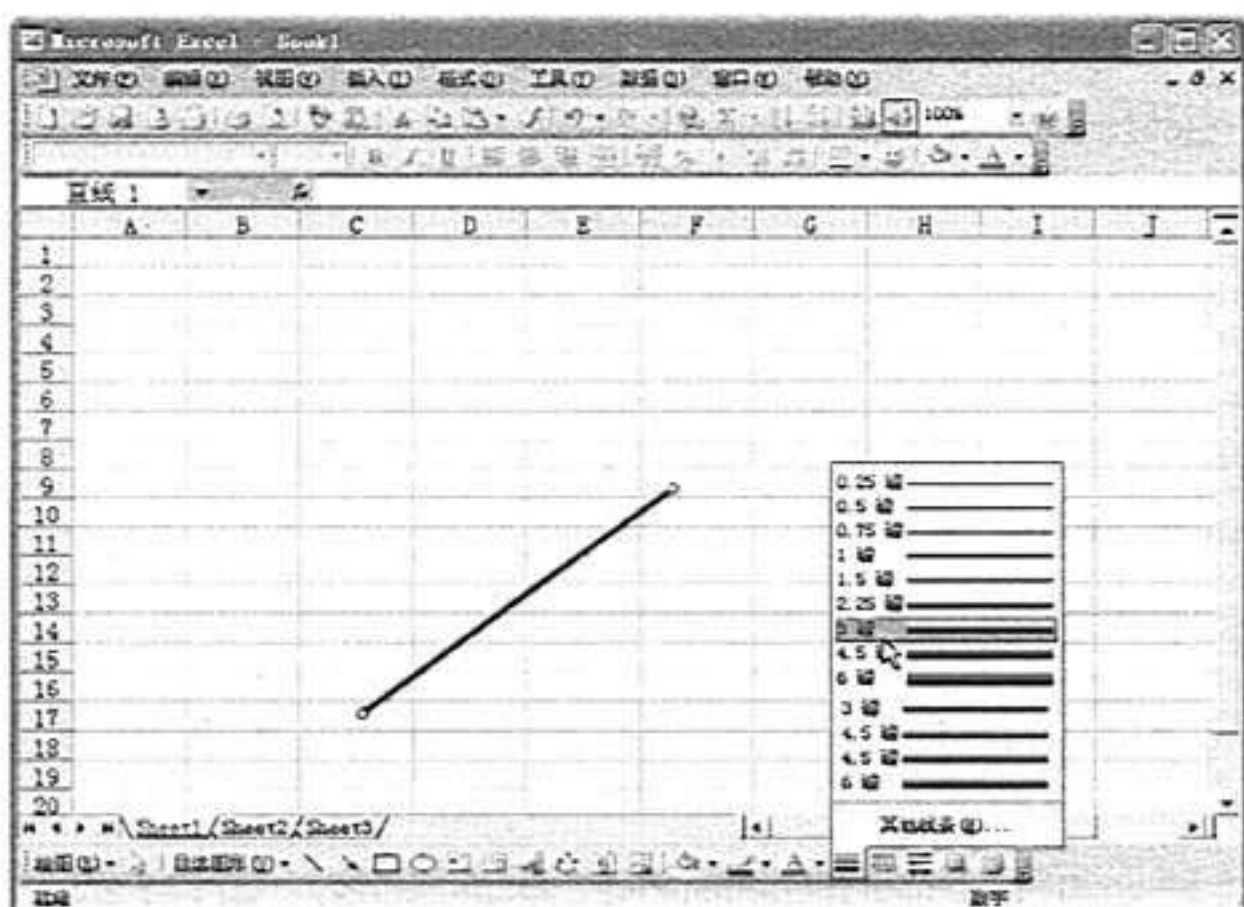 Microsoft Excel - Book1
文件(F) 编辑(E) 视图(V) 插入(I) 格式(O) 工具(T) 数据(D) 窗口(W) 帮助(H)
100%
直线 1
A B C D E F G H I J
1
2
3
4
5
6
7
8
9
10
11
12
13
14
15
16
17
18
19
20
0.25 磅
0.5 磅
0.75 磅
1 磅
1.5 磅
2.25 磅
3 磅
4.5
6 磅
3 磅
4.5 磅
4.5 磅
6 磅
其他线条(M)...
Sheet1/Sheet2/Sheet3/
绘图(D) 自选图形(U)
就绪
数字